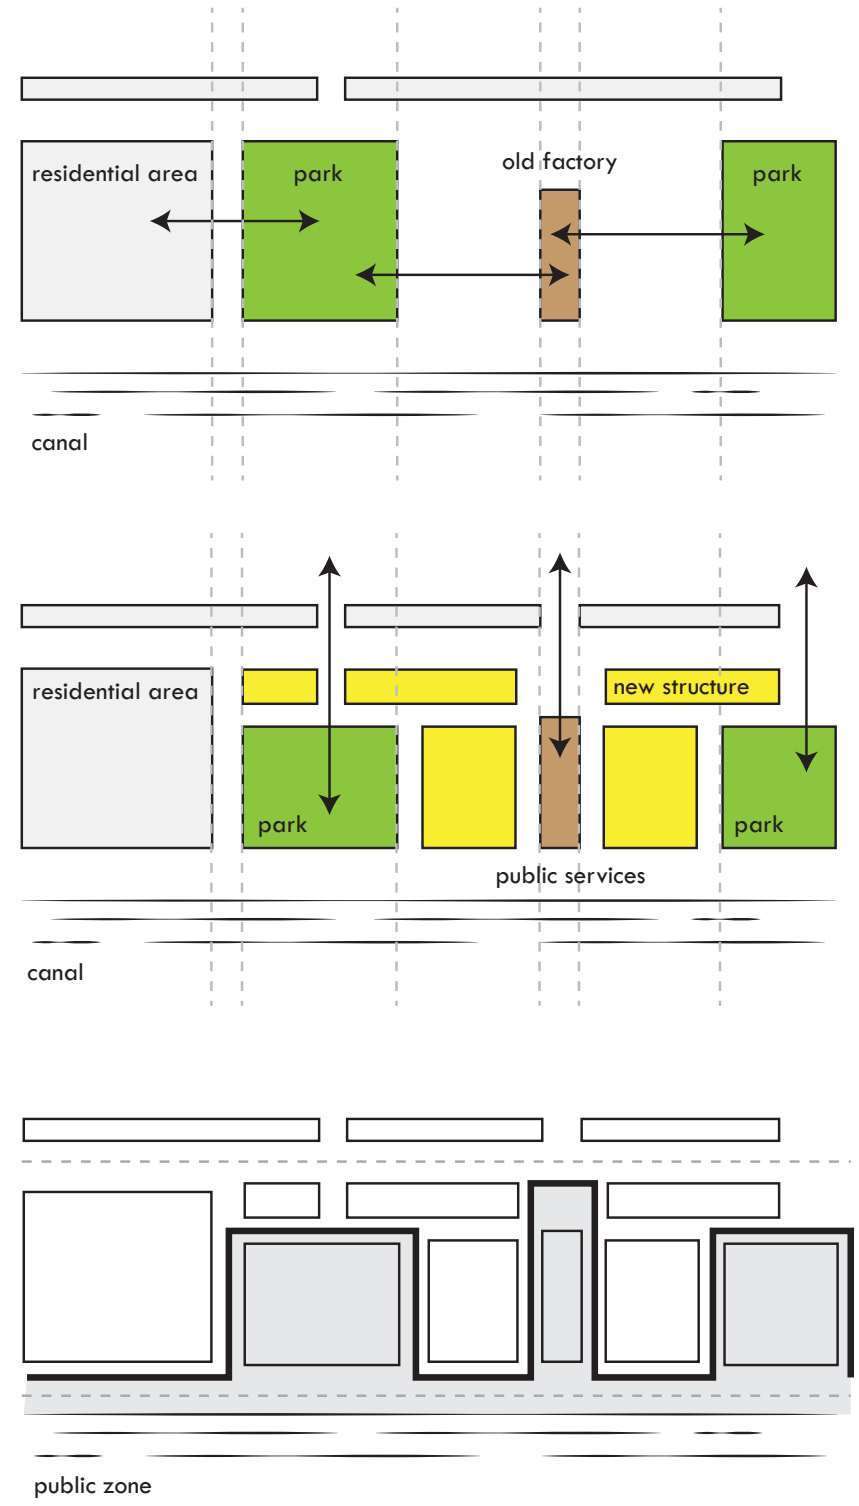 old factory
residential area
park
park
canal
residential area
new structure
park
park
public services
canal
public zone